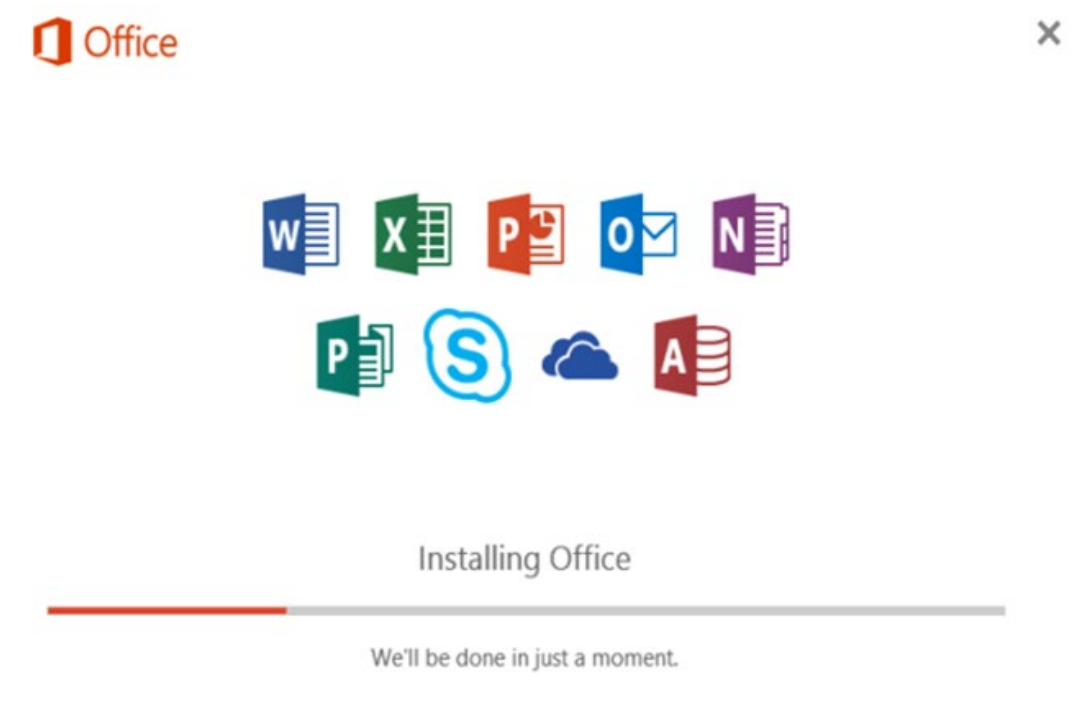 Office
W X P O N
P S A
Installing Office
We'll be done in just a moment.